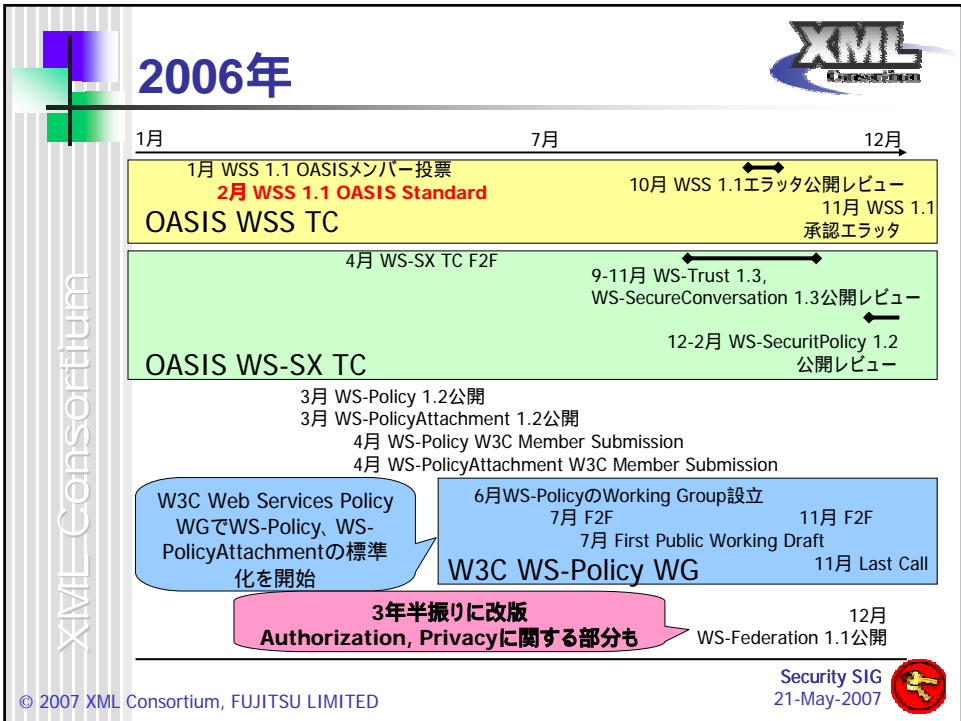 2006年
XML
Consortium
1月 7月 12月
1月 WSS 1.1 OASISメンバー投票
2月 WSS 1.1 OASIS Standard
10月 WSS 1.1エラッタ公開レビュー
11月 WSS 1.1
承認エラッタ
OASIS WSS TC
4月 WS-SX TC F2F
9-11月 WS-Trust 1.3,
WS-SecureConversation 1.3公開レビュー
12-2月 WS-SecuritPolicy 1.2
公開レビュー
OASIS WS-SX TC
3月 WS-Policy 1.2公開
3月 WS-PolicyAttachment 1.2公開
4月 WS-Policy W3C Member Submission
4月 WS-PolicyAttachment W3C Member Submission
W3C Web Services Policy
WGでWS-Policy、WS-
PolicyAttachmentの標準
化を開始
6月WS-PolicyのWorking Group設立
7月 F2F 11月 F2F
7月 First Public Working Draft
11月 Last Call
W3C WS-Policy WG
3年半振りに改版
Authorization, Privacyに関する部分も
12月
WS-Federation 1.1公開
XML Consortium
© 2007 XML Consortium, FUJITSU LIMITED
Security SIG
21-May-2007